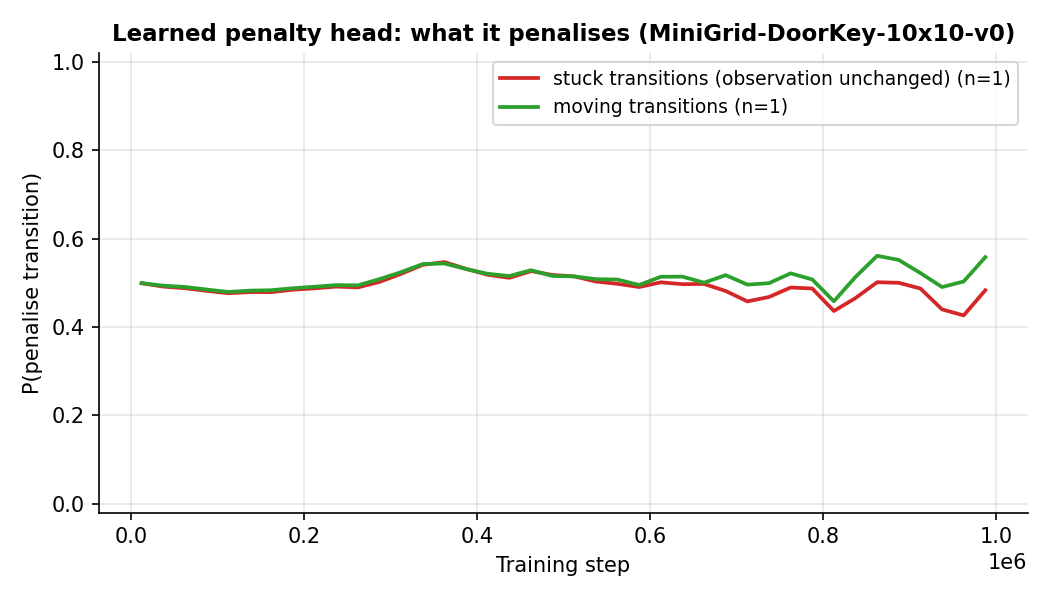 Learned penalty head: what it penalises (MiniGrid-DoorKey-10x10-v0)
stuck transitions (observation unchanged) (n=1)
moving transitions (n=1)
P(penalise transition)
1.0
0.8
0.6
0.4
0.2
0.0
0.0 0.2 0.4 0.6 0.8 1.0
1e6
Training step